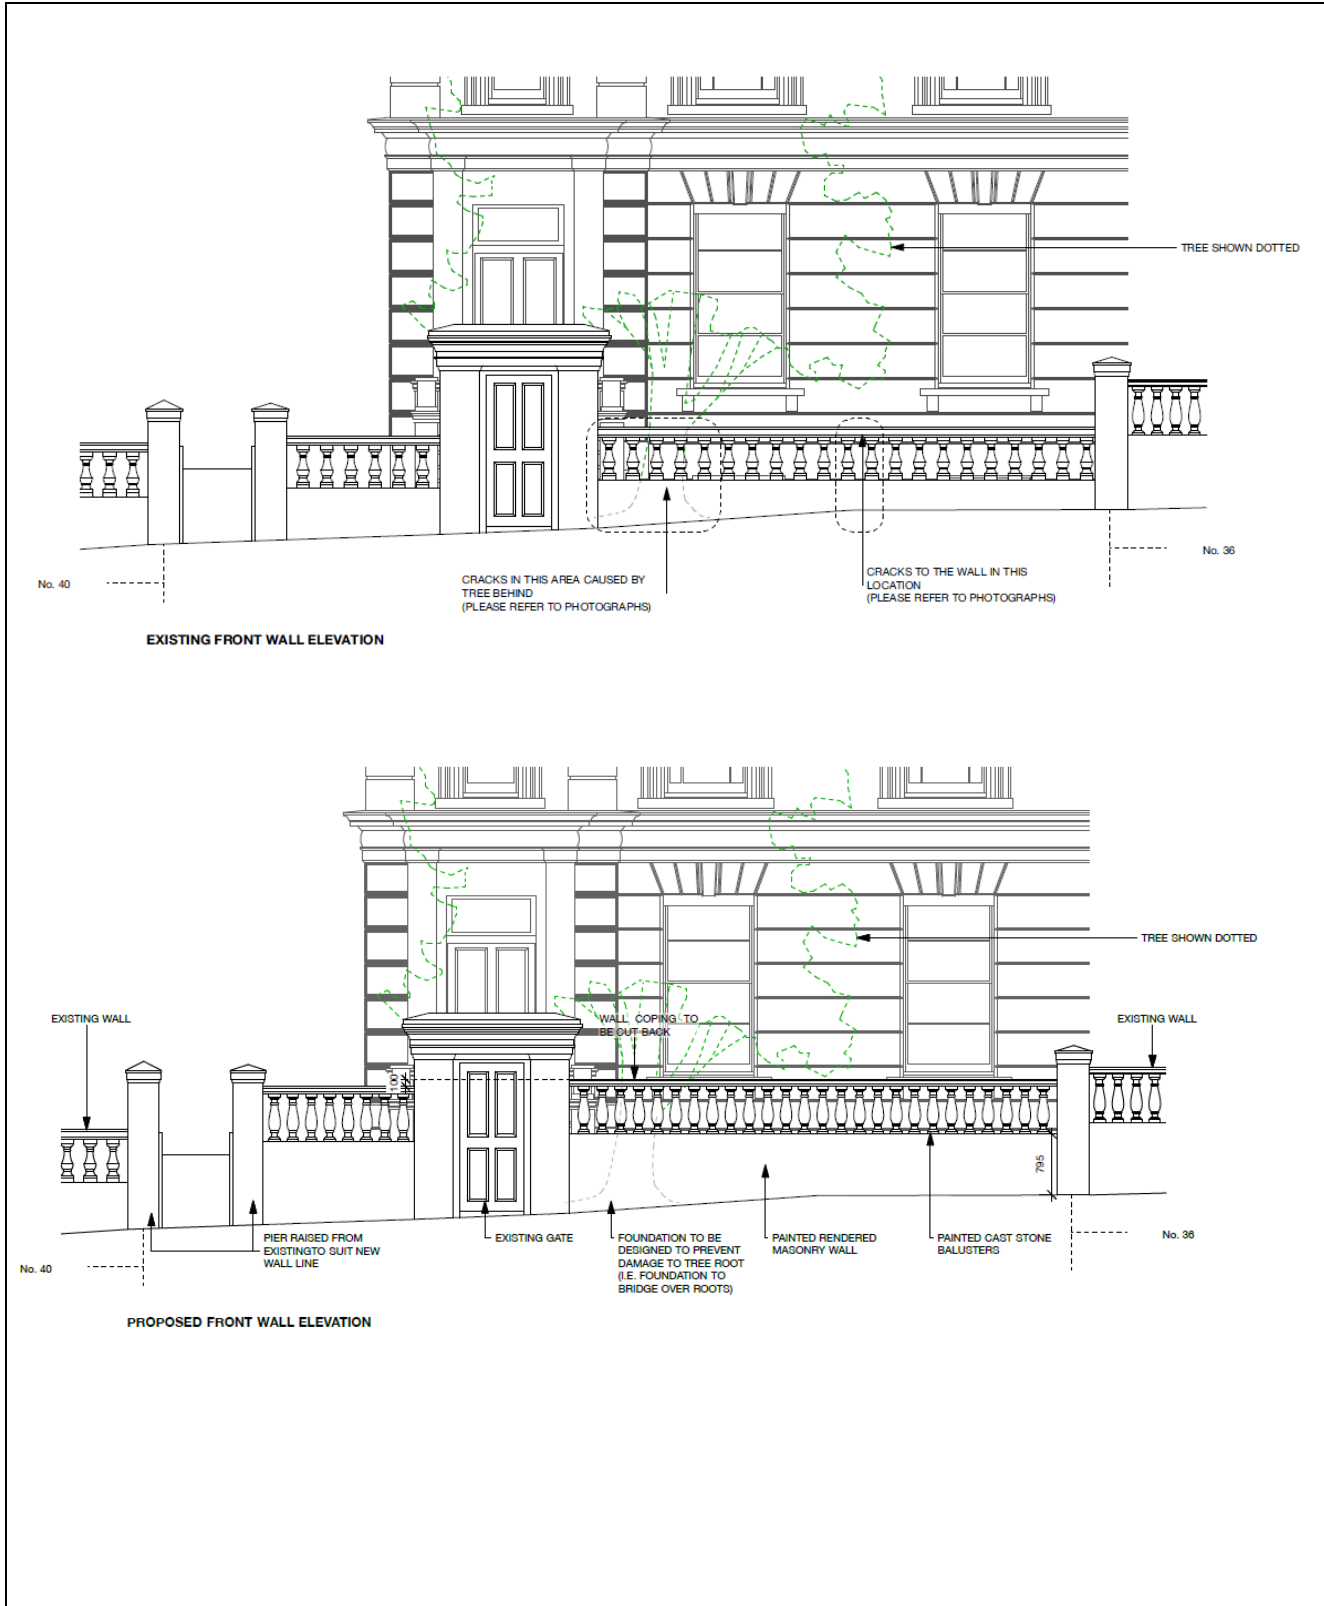 TREE SHOWN DOTTED
No. 40
No. 36
CRACKS IN THIS AREA CAUSED BY
TREE BEHIND
(PLEASE REFER TO PHOTOGRAPHS)
CRACKS TO THE WALL IN THIS
LOCATION
(PLEASE REFER TO PHOTOGRAPHS)
EXISTING FRONT WALL ELEVATION
TREE SHOWN DOTTED
EXISTING WALL
WALL COPING TO
BE CUT BACK
EXISTING WALL
100
795
PIER RAISED FROM
EXISTINGTO SUIT NEW
WALL LINE
EXISTING GATE
FOUNDATION TO BE
DESIGNED TO PREVENT
DAMAGE TO TREE ROOT
(I.E. FOUNDATION TO
BRIDGE OVER ROOTS)
PAINTED RENDERED
MASONRY WALL
PAINTED CAST STONE
BALUSTERS
No. 36
No. 40
PROPOSED FRONT WALL ELEVATION